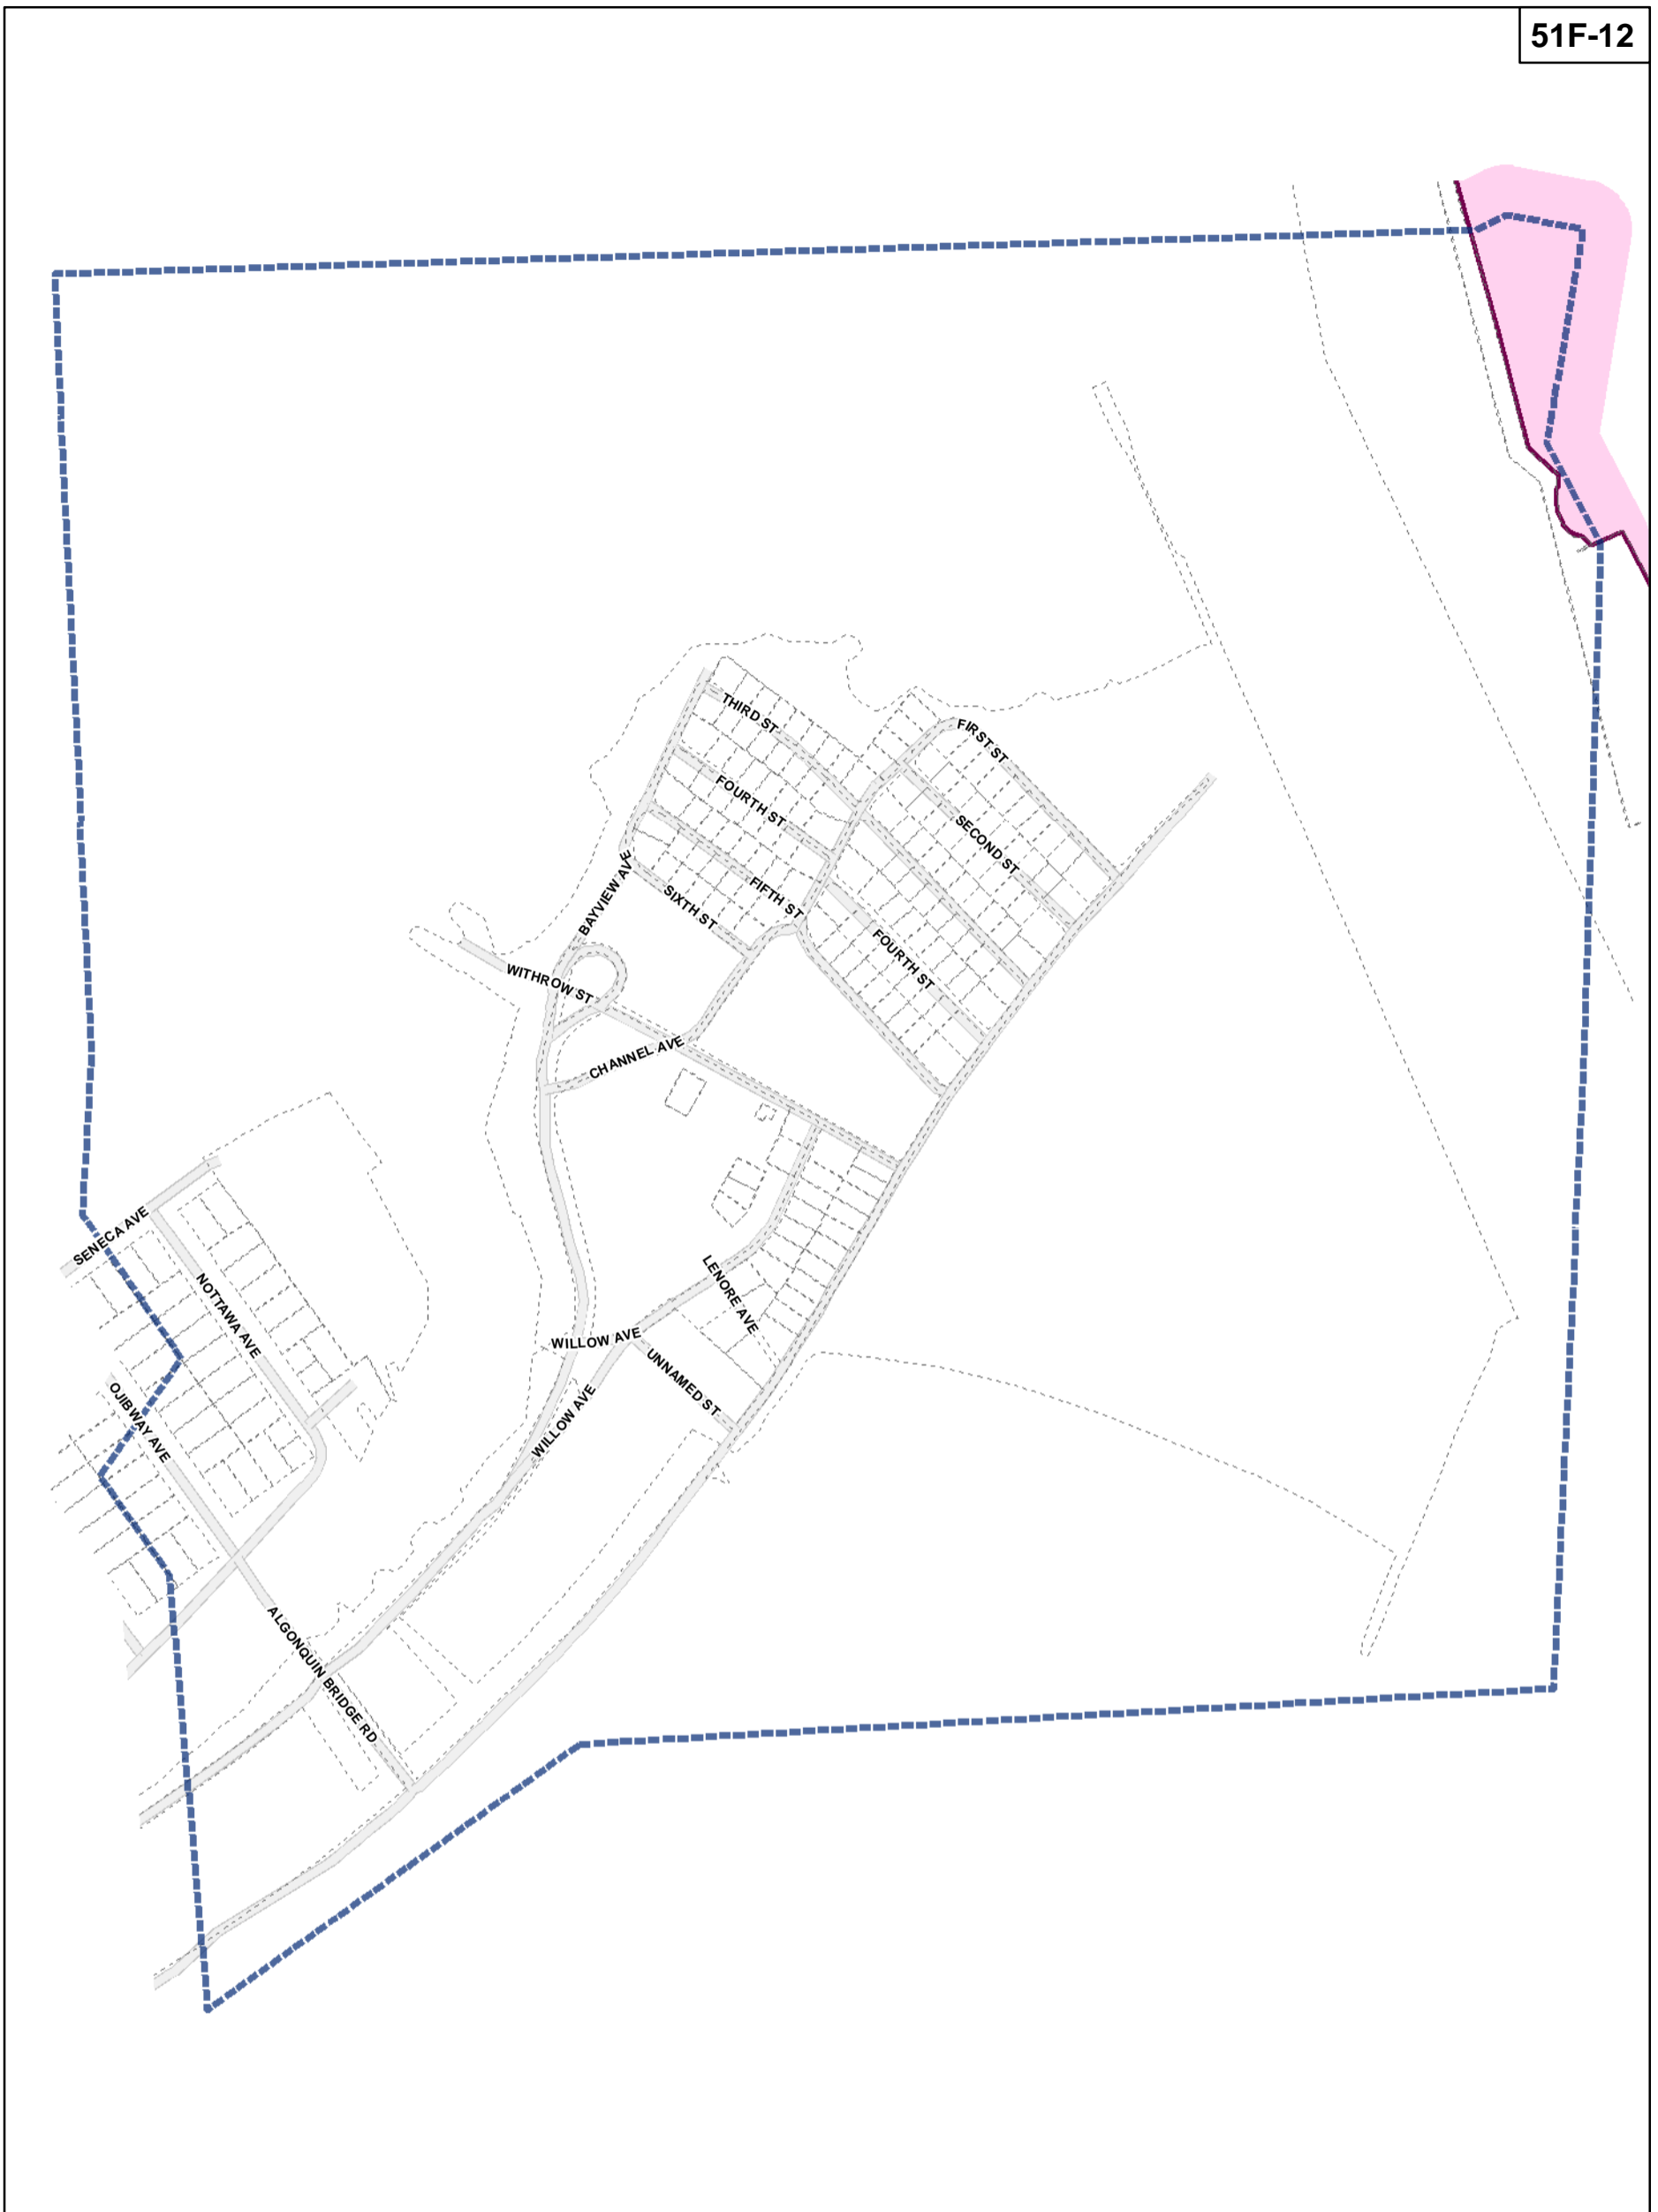 51F-12
THIRD ST
FIRST ST
FOURTH ST
SECOND ST
BAYVIEW AVE
FIFTH ST
SIXTH ST
FOURTH ST
WITHROW ST
CHANNEL AVE
SENECA AVE
NOTTAWA AVE
LENORE AVE
WILLOW AVE
UNNAMED ST
OJIBWAY AVE
WILLOW AVE
ALGONQUIN BRIDGE RD